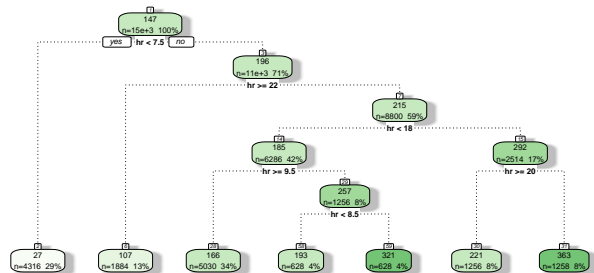 1
147
n=15e+3 100%
yes hr < 7.5 no
3
196
n=11e+3 71%
hr >= 22
7
215
n=8800 59%
hr < 18
14
185
n=6286 42%
hr >= 9.5
15
292
n=2514 17%
hr >= 20
29
257
n=1256 8%
hr < 8.5
2
27
n=4316 29%
6
107
n=1884 13%
28
166
n=5030 34%
58
193
n=628 4%
59
321
n=628 4%
30
221
n=1256 8%
31
363
n=1258 8%